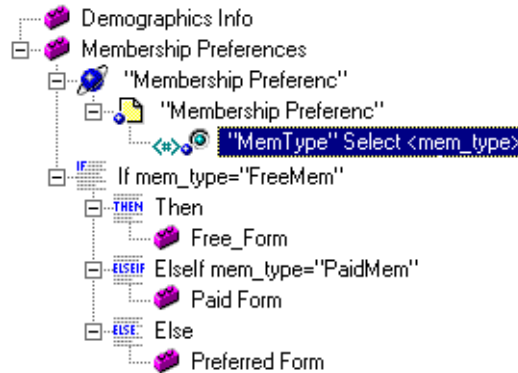 Demographics Info
Membership Preferences
"Membership Preferenc"
"Membership Preferenc"
<#> "MemType" Select <mem_type>
IF If mem_type="FreeMem"
THEN Then
Free_Form
ELSEIF ElseIf mem_type="PaidMem"
Paid Form
ELSE. Else
Preferred Form